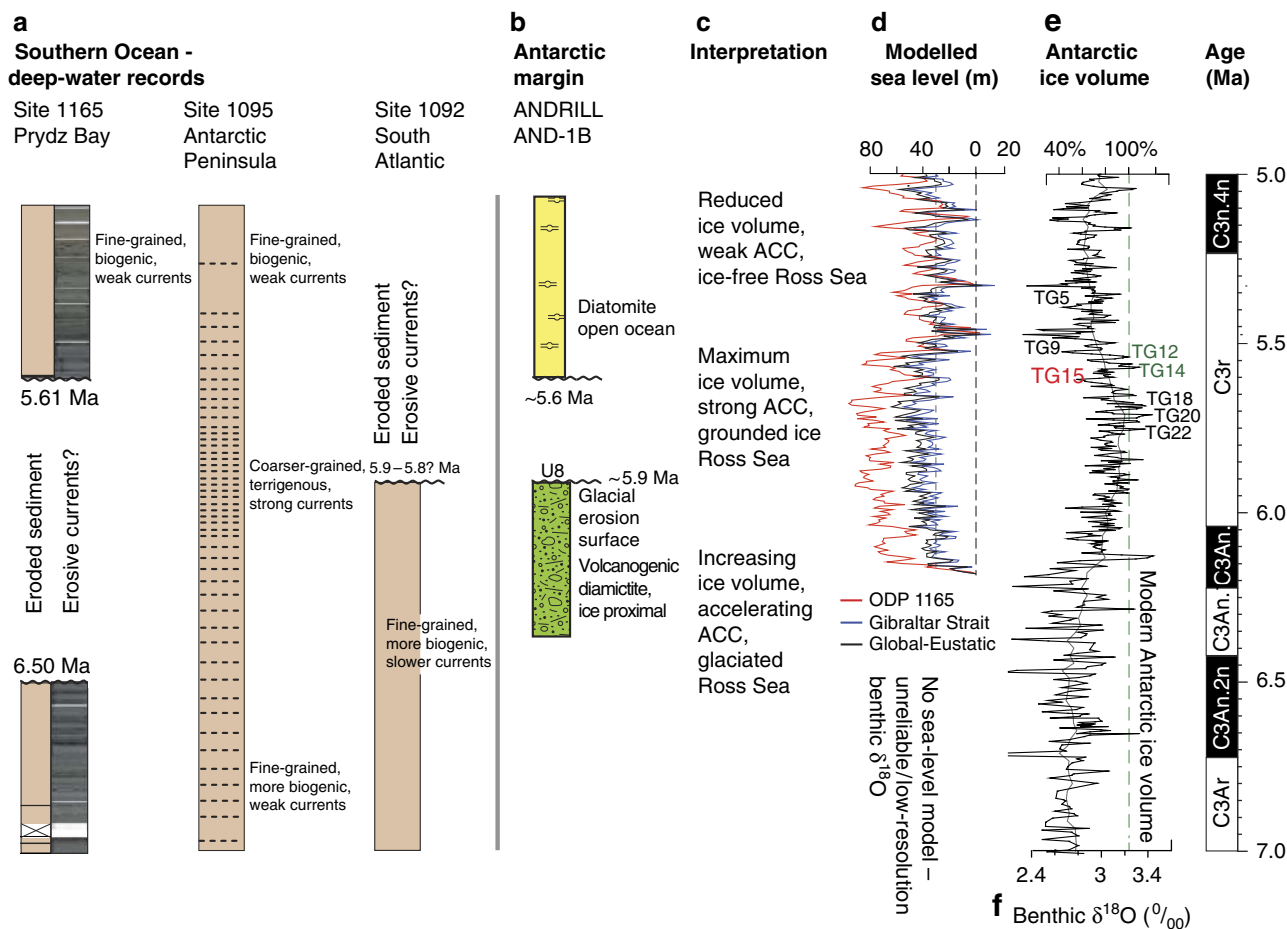 a
Southern Ocean -
deep-water records
Site 1165
Prydz Bay
Site 1095
Antarctic
Peninsula
Site 1092
South
Atlantic
b
Antarctic
margin
ANDRILL
AND-1B
c
Interpretation
d
Modelled
sea level (m)
e
Antarctic
ice volume
Age
(Ma)
80 40 0 20
40% 100%
Fine-grained,
biogenic,
weak currents
5.61 Ma
Eroded sediment
Erosive currents?
6.50 Ma
Fine-grained,
biogenic,
weak currents
Coarser-grained,
terrigenous,
strong currents
Fine-grained,
more biogenic,
weak currents
Eroded sediment
Erosive currents?
5.9–5.8? Ma
Fine-grained,
more biogenic,
slower currents
Diatomite
open ocean
~5.6 Ma
U8
~5.9 Ma
Glacial
erosion
surface
Volcanogenic
diamictite,
ice proximal
Reduced
ice volume,
weak ACC,
ice-free Ross Sea
Maximum
ice volume,
strong ACC,
grounded ice
Ross Sea
Increasing
ice volume,
accelerating
ACC,
glaciated
Ross Sea
ODP 1165
Gibraltar Strait
Global-Eustatic
No sea-level model –
unreliable/low-resolution
benthic δ18O
TG5
TG9
TG12
TG14
TG15
TG18
TG20
TG22
Modern Antarctic ice volume
2.4 3 3.4
f Benthic δ18O (0/00)
C3n.4n
C3r
C3An.
C3An.
C3An.2n
C3Ar
5.0
5.5
6.0
6.5
7.0